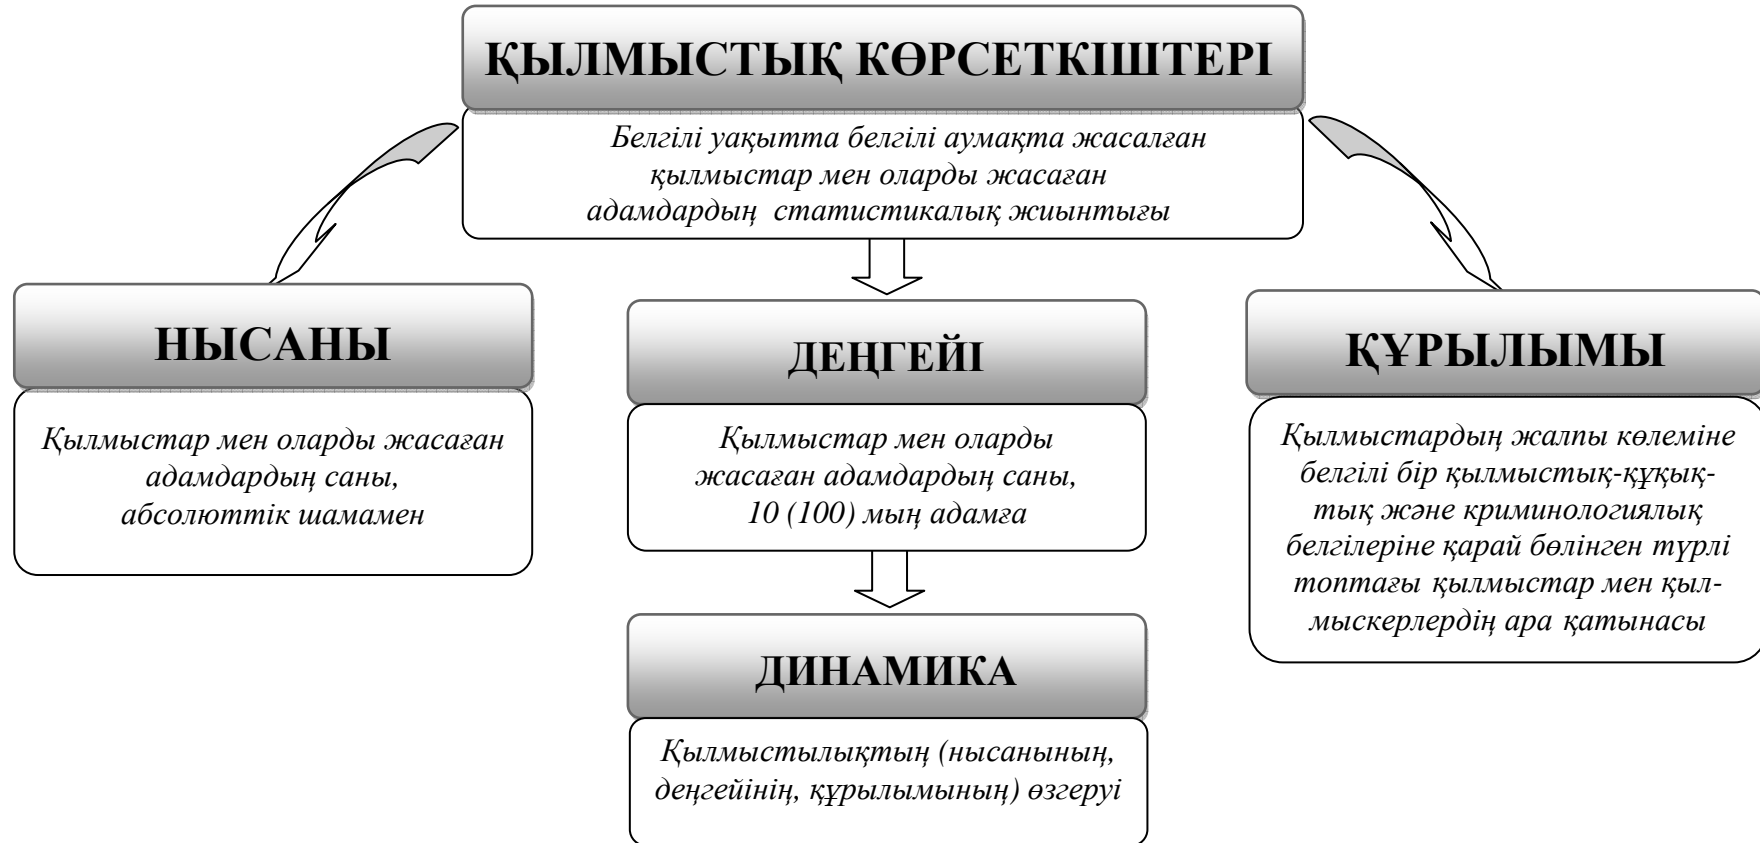 ҚЫЛМЫСТЫҚ КӨРСЕТКІШТЕРІ
Белгілі уақытта белгілі аумақта жасалған
қылмыстар мен оларды жасаған
адамдардың статистикалық жиынтығы
НЫСАНЫ
Қылмыстар мен оларды жасаған
адамдардың саны,
абсолюттік шамамен
ДЕҢГЕЙІ
Қылмыстар мен оларды
жасаған адамдардың саны,
10 (100) мың адамға
ҚҰРЫЛЫМЫ
Қылмыстардың жалпы көлеміне
белгілі бір қылмыстық-құқық-
тық және криминологиялық
белгілеріне қарай бөлінген түрлі
топтағы қылмыстар мен қыл-
мыскерлердің ара қатынасы
ДИНАМИКА
Қылмыстылықтың (нысанының,
деңгейінің, құрылымының) өзгеруі